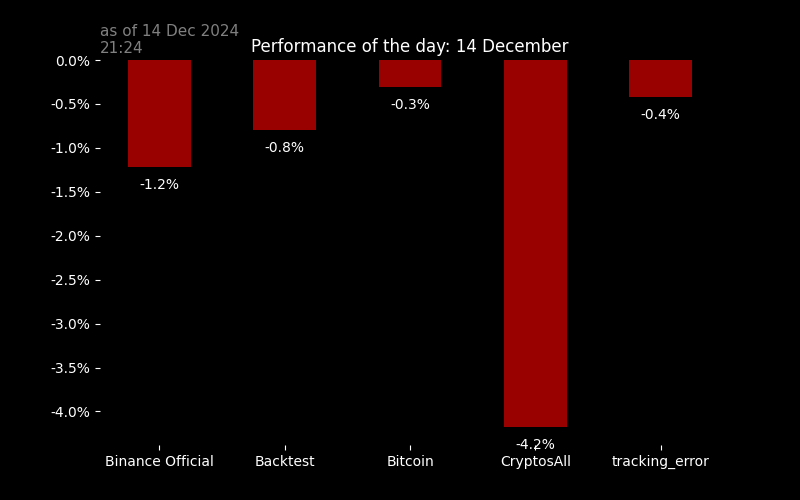 as of 14 Dec 2024
21:24
Performance of the day: 14 December
0.0%
-0.5%
-1.0%
-1.5%
-2.0%
-2.5%
-3.0%
-3.5%
-4.0%
-1.2%
-0.8%
-0.3%
-4.2%
-0.4%
Binance Official
Backtest
Bitcoin
CryptosAll
tracking_error